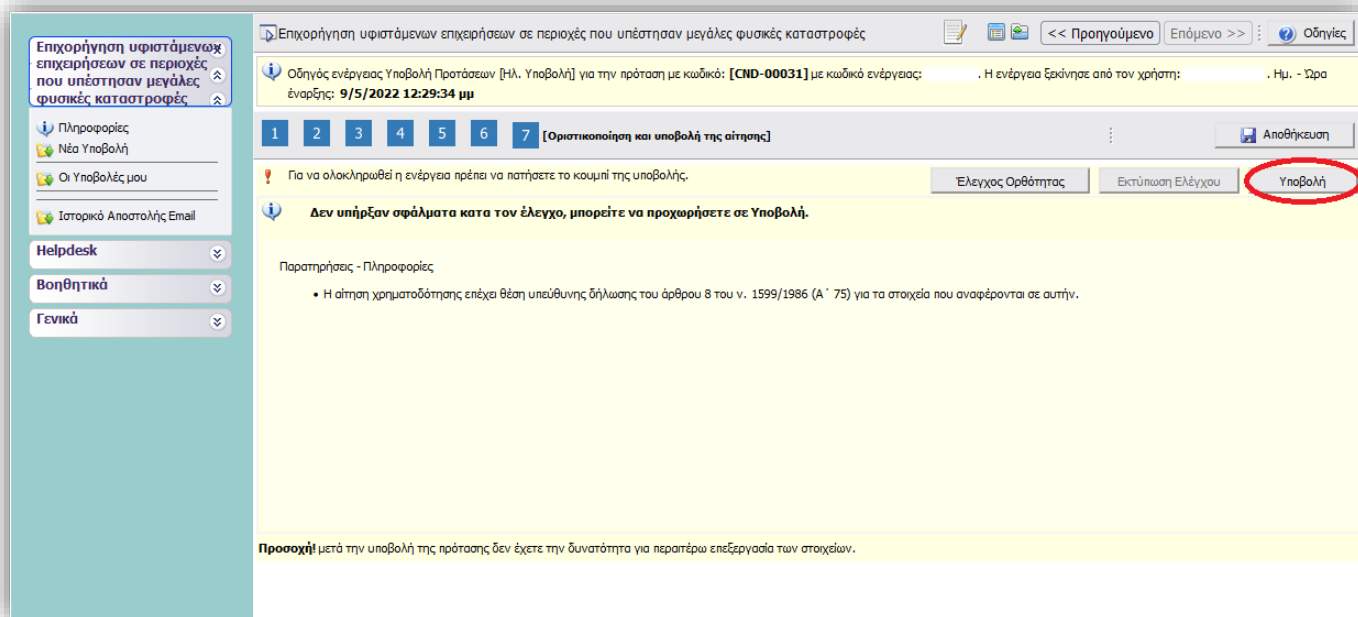 Επιχορήγηση υφιστάμενων
επιχειρήσεων σε περιοχές
που υπέστησαν μεγάλες
φυσικές καταστροφές
Πληροφορίες
Νέα Υποβολή
Οι Υποβολές μου
Ιστορικό Αποστολής Email
Helpdesk
Βοηθητικά
Γενικά
Επιχορήγηση υφιστάμενων επιχειρήσεων σε περιοχές που υπέστησαν μεγάλες φυσικές καταστροφές
<< Προηγούμενο
Επόμενο >>
Οδηγίες
Οδηγός ενέργειας Υποβολή Προτάσεων [Ηλ. Υποβολή] για την πρόταση με κωδικό: [CND-00031] με κωδικό ενέργειας: . Η ενέργεια ξεκίνησε από τον χρήστη: . Ημ. - Ώρα
έναρξης: 9/5/2022 12:29:34 μμ
1 2 3 4 5 6 7 [Οριστικοποίηση και υποβολή της αίτησης]
Αποθήκευση
Για να ολοκληρωθεί η ενέργεια πρέπει να πατήσετε το κουμπί της υποβολής.
Έλεγχος Ορθότητας
Εκτύπωση Ελέγχου
Υποβολή
Δεν υπήρξαν σφάλματα κατα τον έλεγχο, μπορείτε να προχωρήσετε σε Υποβολή.
Παρατηρήσεις - Πληροφορίες
• Η αίτηση χρηματοδότησης επέχει θέση υπεύθυνης δήλωσης του άρθρου 8 του ν. 1599/1986 (Α΄ 75) για τα στοιχεία που αναφέρονται σε αυτήν.
Προσοχή! μετά την υποβολή της πρότασης δεν έχετε την δυνατότητα για περαιτέρω επεξεργασία των στοιχείων.